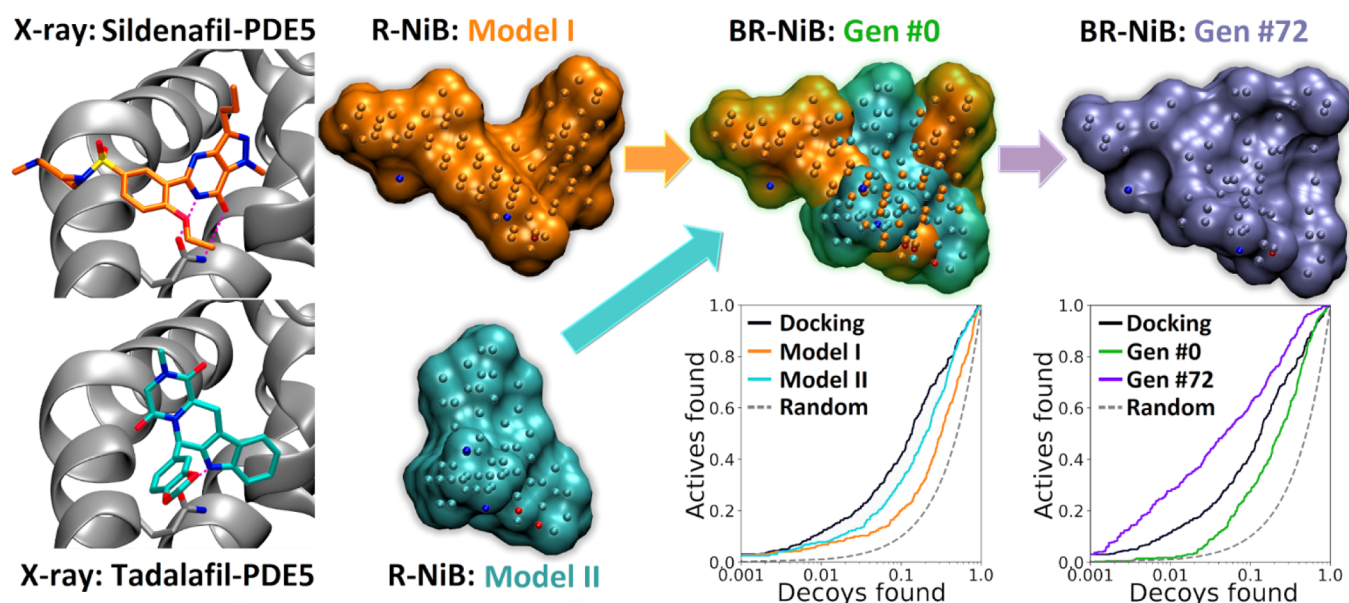 X-ray: Sildenafil-PDE5
R-NiB: Model I
BR-NiB: Gen #0
BR-NiB: Gen #72
X-ray: Tadalafil-PDE5
R-NiB: Model II
1.0
0.8
0.6
0.4
0.2
0.0
Actives found
Docking
Model I
Model II
Random
0.001
0.01
0.1
1.0
Decoys found
1.0
0.8
0.6
0.4
0.2
0.0
Actives found
Docking
Gen #0
Gen #72
Random
0.001
0.01
0.1
1.0
Decoys found